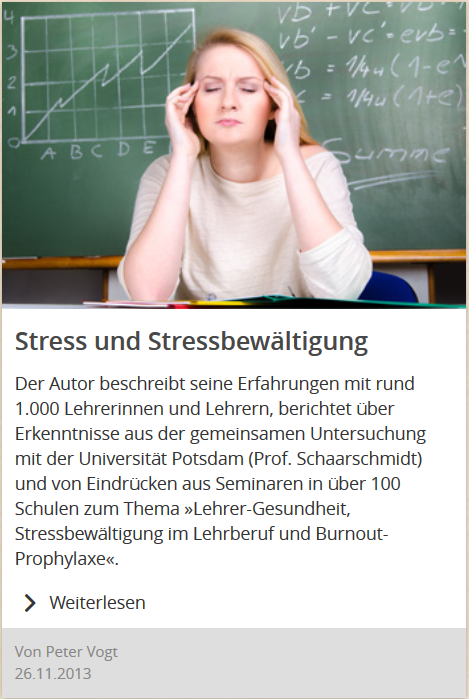 4
3
2
1
0
A B C D E
vb + vc = vb
vb' - vc' = evb =
vb = 1/4u (1-e
= 1/4u (1+e)
Summe
Stress und Stressbewältigung
Der Autor beschreibt seine Erfahrungen mit rund
1.000 Lehrerinnen und Lehrern, berichtet über
Erkenntnisse aus der gemeinsamen Untersuchung
mit der Universität Potsdam (Prof. Schaarschmidt)
und von Eindrücken aus Seminaren in über 100
Schulen zum Thema »Lehrer-Gesundheit,
Stressbewältigung im Lehrberuf und Burnout-
Prophylaxe«.
Weiterlesen
Von Peter Vogt
26.11.2013